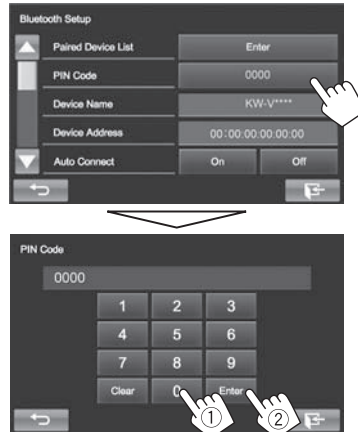 Bluetooth Setup
Paired Device List Enter
PIN Code 0000
Device Name KW-V****
Device Address 00:00:00:00:00:00
Auto Connect On Off
PIN Code
0000
1 2 3
4 5 6
7 8 9
Clear 0 Enter
1 2